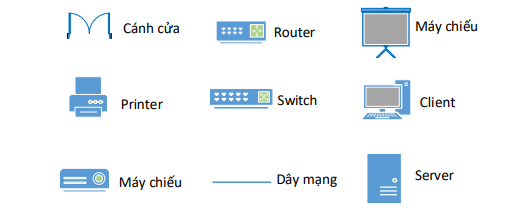 Cánh cửa
Router
Máy chiếu
Printer
Switch
Client
Máy chiếu
Dây mạng
Server